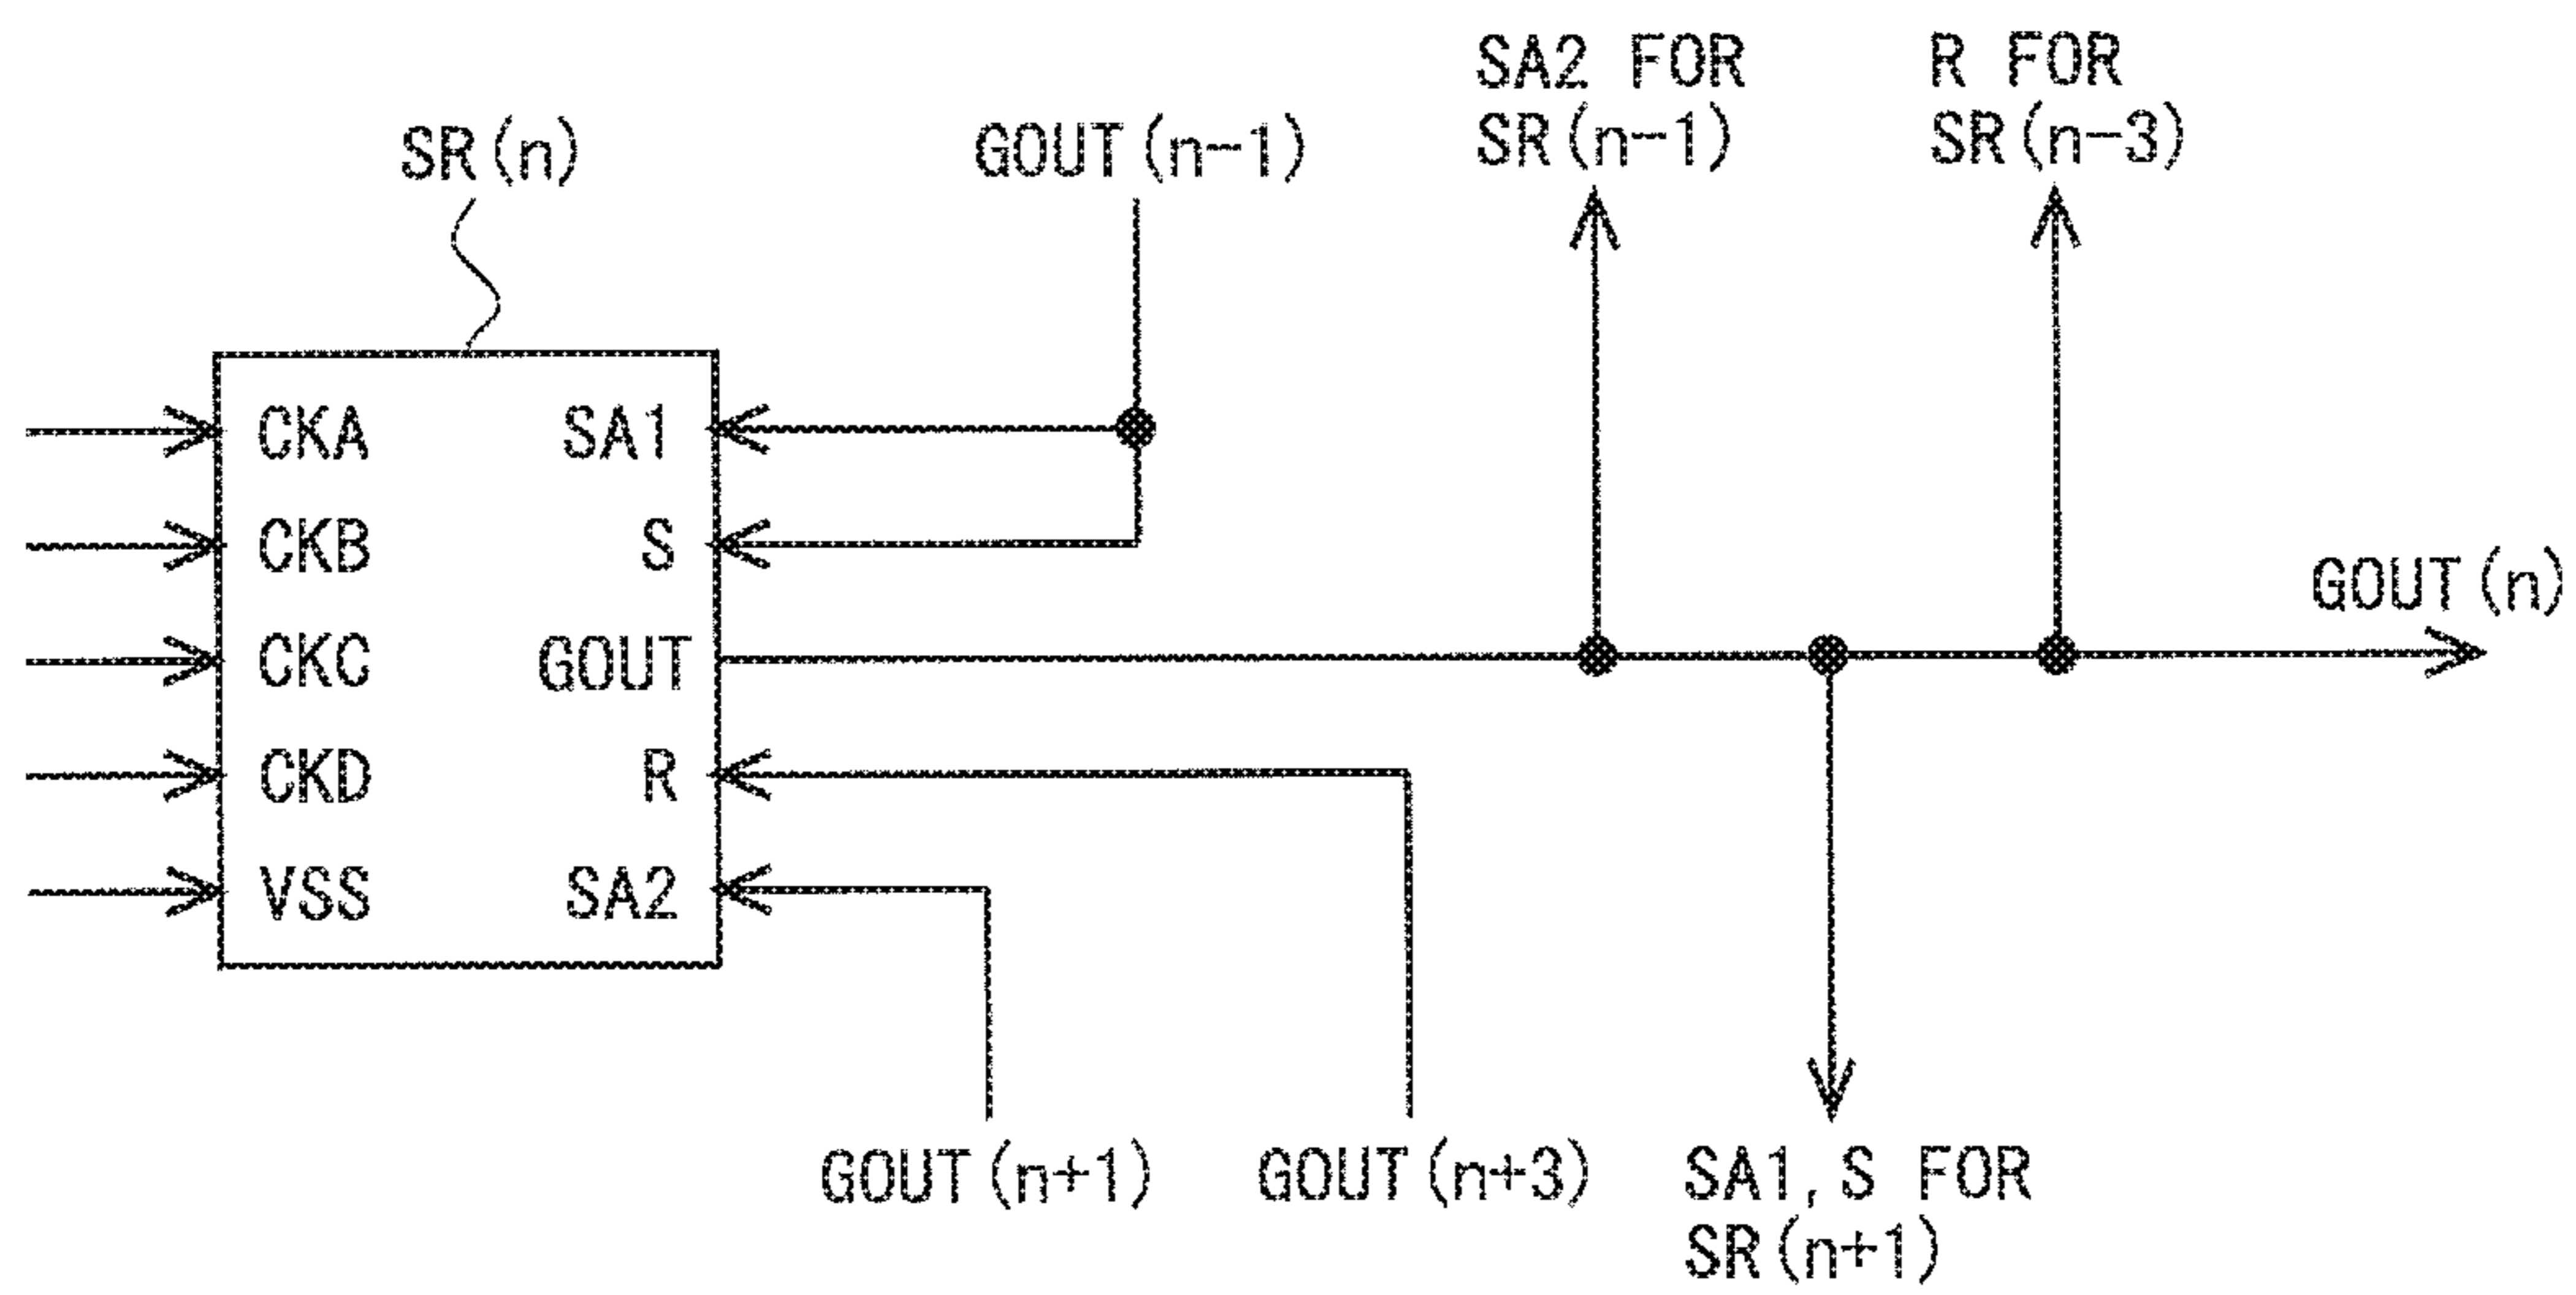 SA2 FOR
SR(n-1)
R FOR
SR(n-3)
SR(n)
GOUT(n-1)
CKA
SA1
CKB
S
CKC
GOUT
CKD
R
VSS
SA2
GOUT(n)
GOUT(n+1)
GOUT(n+3)
SA1,S FOR
SR(n+1)